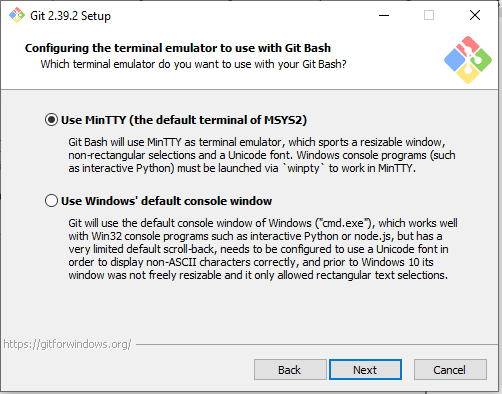 Git 2.39.2 Setup
Configuring the terminal emulator to use with Git Bash
Which terminal emulator do you want to use with your Git Bash?
Use MinTTY (the default terminal of MSYS2)
Git Bash will use MinTTY as terminal emulator, which sports a resizable window,
non-rectangular selections and a Unicode font. Windows console programs (such
as interactive Python) must be launched via `winpty` to work in MinTTY.
Use Windows' default console window
Git will use the default console window of Windows ("cmd.exe"), which works well
with Win32 console programs such as interactive Python or node.js, but has a
very limited default scroll-back, needs to be configured to use a Unicode font in
order to display non-ASCII characters correctly, and prior to Windows 10 its
window was not freely resizable and it only allowed rectangular text selections.
https://gitforwindows.org/
Back Next Cancel